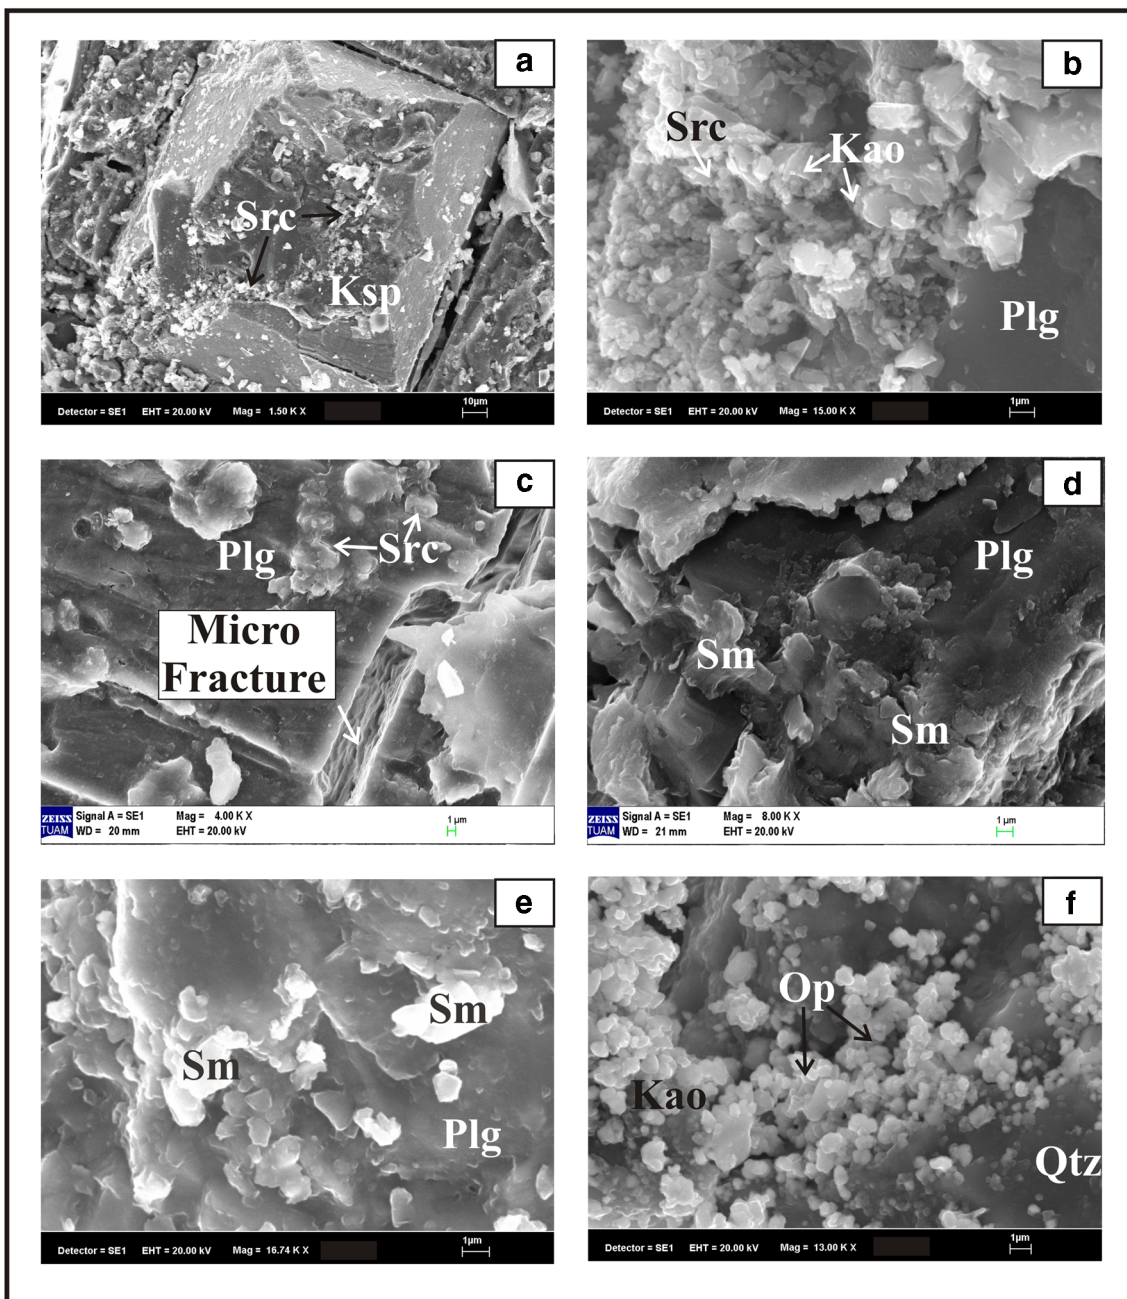 a
Src
Ksp
Detector = SE1 EHT = 20.00 kV Mag = 1.50 K X 10µm
b
Src
Kao
Plg
Detector = SE1 EHT = 20.00 kV Mag = 15.00 K X 1µm
c
Plg
Src
Micro
Fracture
ZEISS
TUAM
Signal A = SE1 Mag = 4.00 K X 1 µm
WD = 20 mm EHT = 20.00 kV
d
Plg
Sm
Sm
ZEISS
TUAM
Signal A = SE1 Mag = 8.00 K X 1 µm
WD = 21 mm EHT = 20.00 kV
e
Sm
Sm
Plg
Detector = SE1 EHT = 20.00 kV Mag = 16.74 K X 1µm
f
Op
Kao
Qtz
Detector = SE1 EHT = 20.00 kV Mag = 13.00 K X 1µm